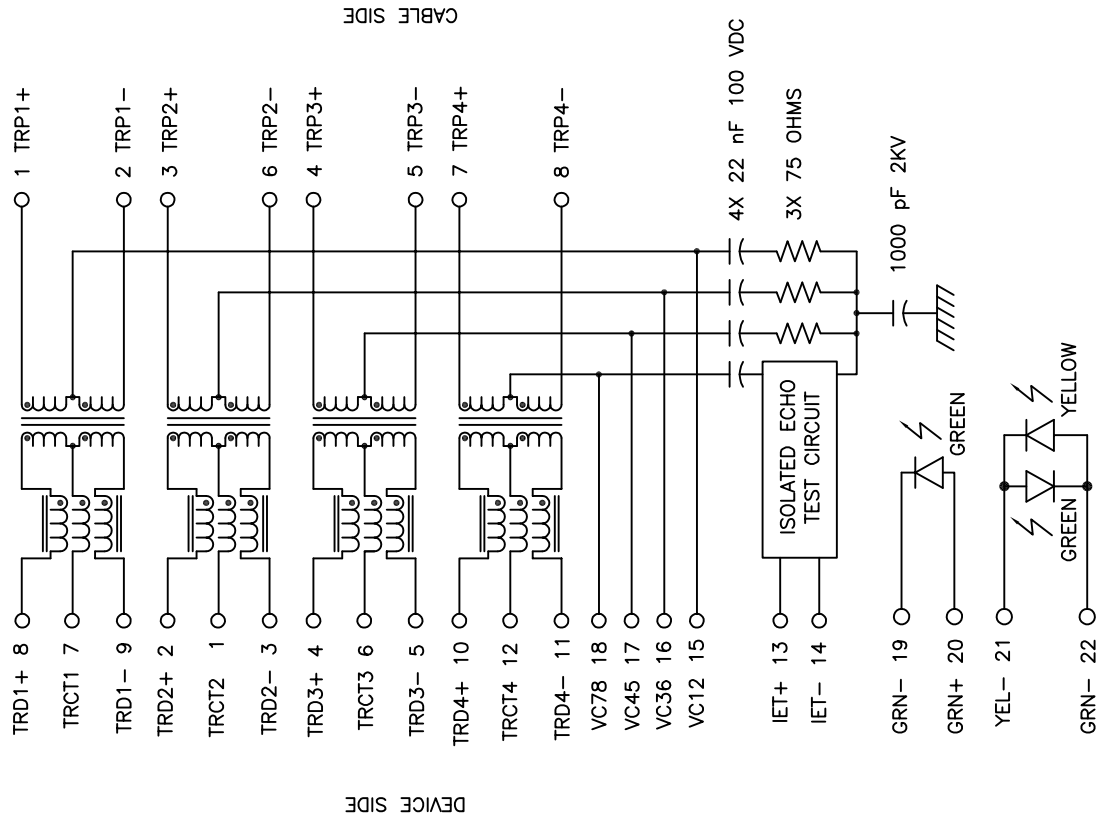 CABLE SIDE
1 TRP1+
2 TRP1-
3 TRP2+
6 TRP2-
4 TRP3+
5 TRP3-
7 TRP4+
8 TRP4-
4X 22 nF 100 VDC
3X 75 OHMS
1000 pF 2KV
ISOLATED ECHO
TEST CIRCUIT
GREEN
YELLOW
GREEN
TRD1+ 8
TRCT1 7
TRD1- 9
TRD2+ 2
TRCT2 1
TRD2- 3
TRD3+ 4
TRCT3 6
TRD3- 5
TRD4+ 10
TRCT4 12
TRD4- 11
VC78 18
VC45 17
VC36 16
VC12 15
IET+ 13
IET- 14
GRN- 19
GRN+ 20
YEL- 21
GRN- 22
DEVICE SIDE